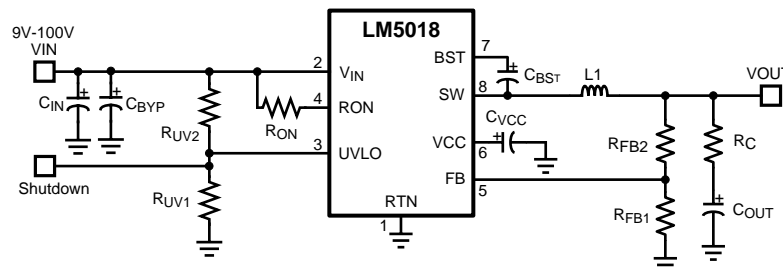 9V-100V
VIN
LM5018
7
BST
CBST
2
VIN
SW
8
L1
VOUT
CIN
CBYP
4
RON
RON
CVCC
RUV2
3
UVLO
VCC
6
RFB2
RC
Shutdown
FB
5
RUV1
RTN
1
RFB1
COUT
+
+
+
+
+